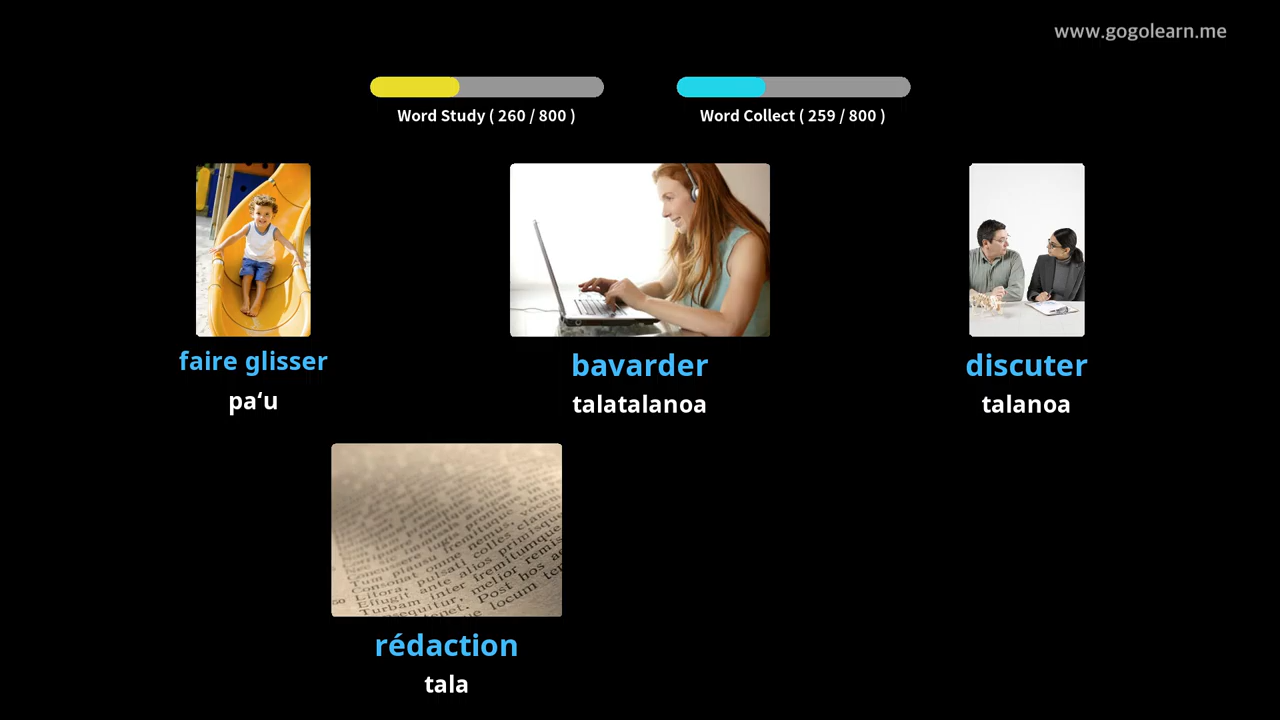 www.gogolearn.me
Word Study ( 260 / 800 )
Word Collect ( 259 / 800 )
faire glisser
paʻu
bavarder
talatalanoa
discuter
talanoa
rédaction
tala